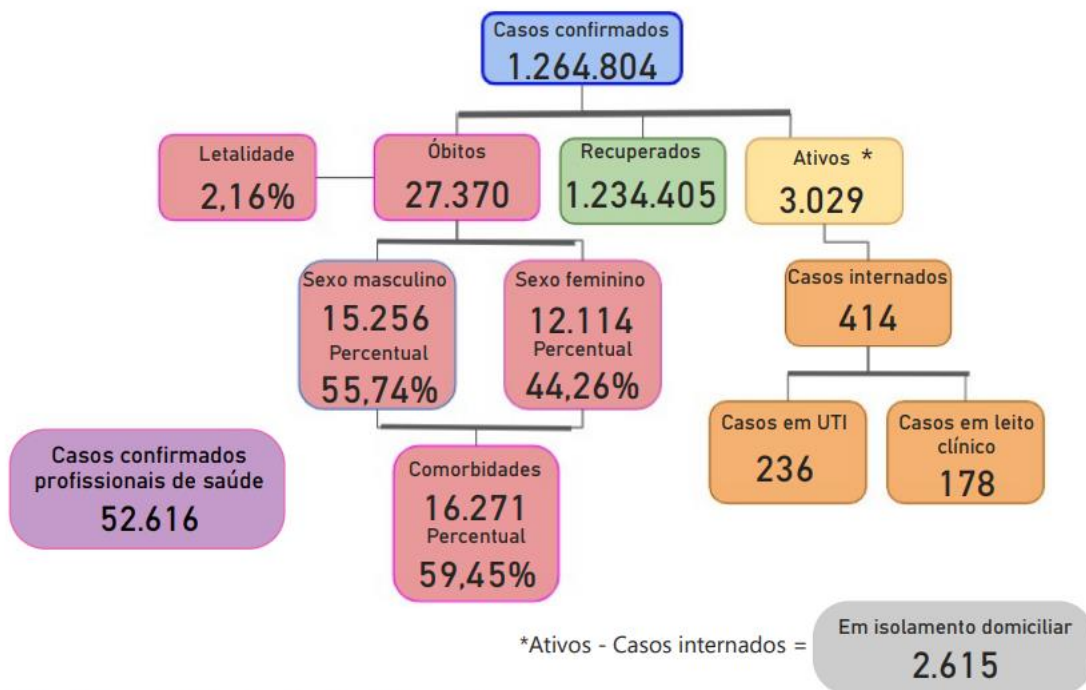 Casos confirmados
1.264.804
Letalidade
2,16%
Óbitos
27.370
Recuperados
1.234.405
Ativos *
3.029
Sexo masculino
15.256
Percentual
55,74%
Sexo feminino
12.114
Percentual
44,26%
Casos internados
414
Casos em UTI
236
Casos em leito
clínico
178
Casos confirmados
profissionais de saúde
52.616
Comorbidades
16.271
Percentual
59,45%
*Ativos - Casos internados =
Em isolamento domiciliar
2.615